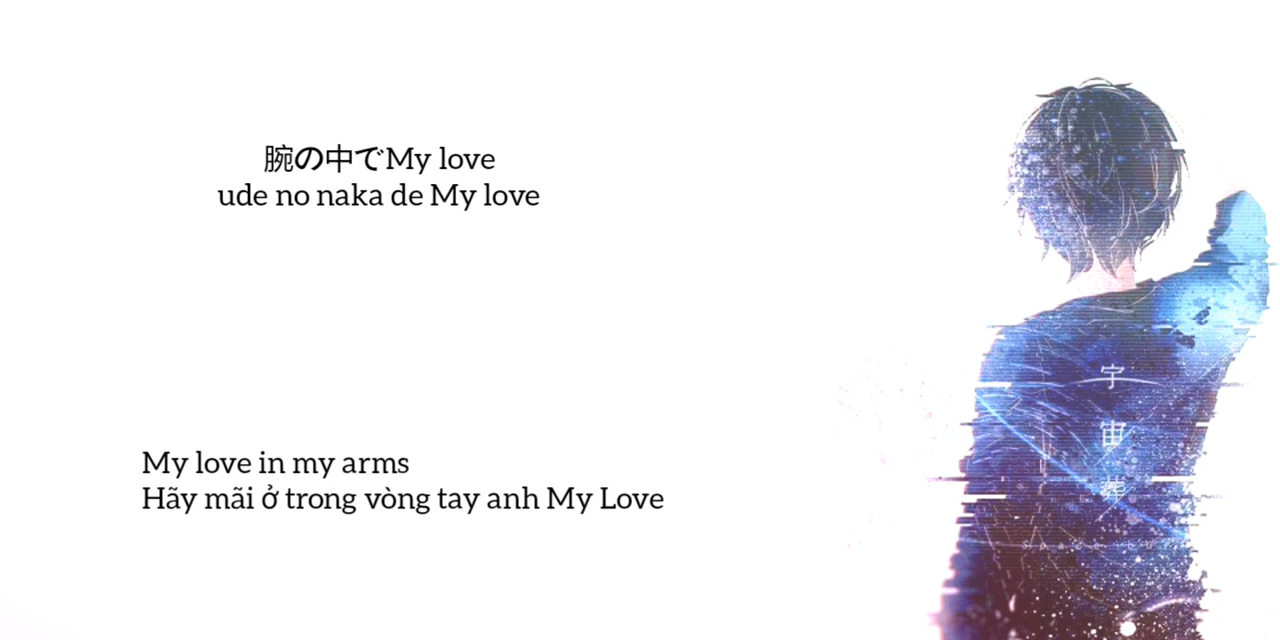 腕の中でMy love
ude no naka de My love
My love in my arms
Hãy mãi ở trong vòng tay anh My Love
宇
宙
葬